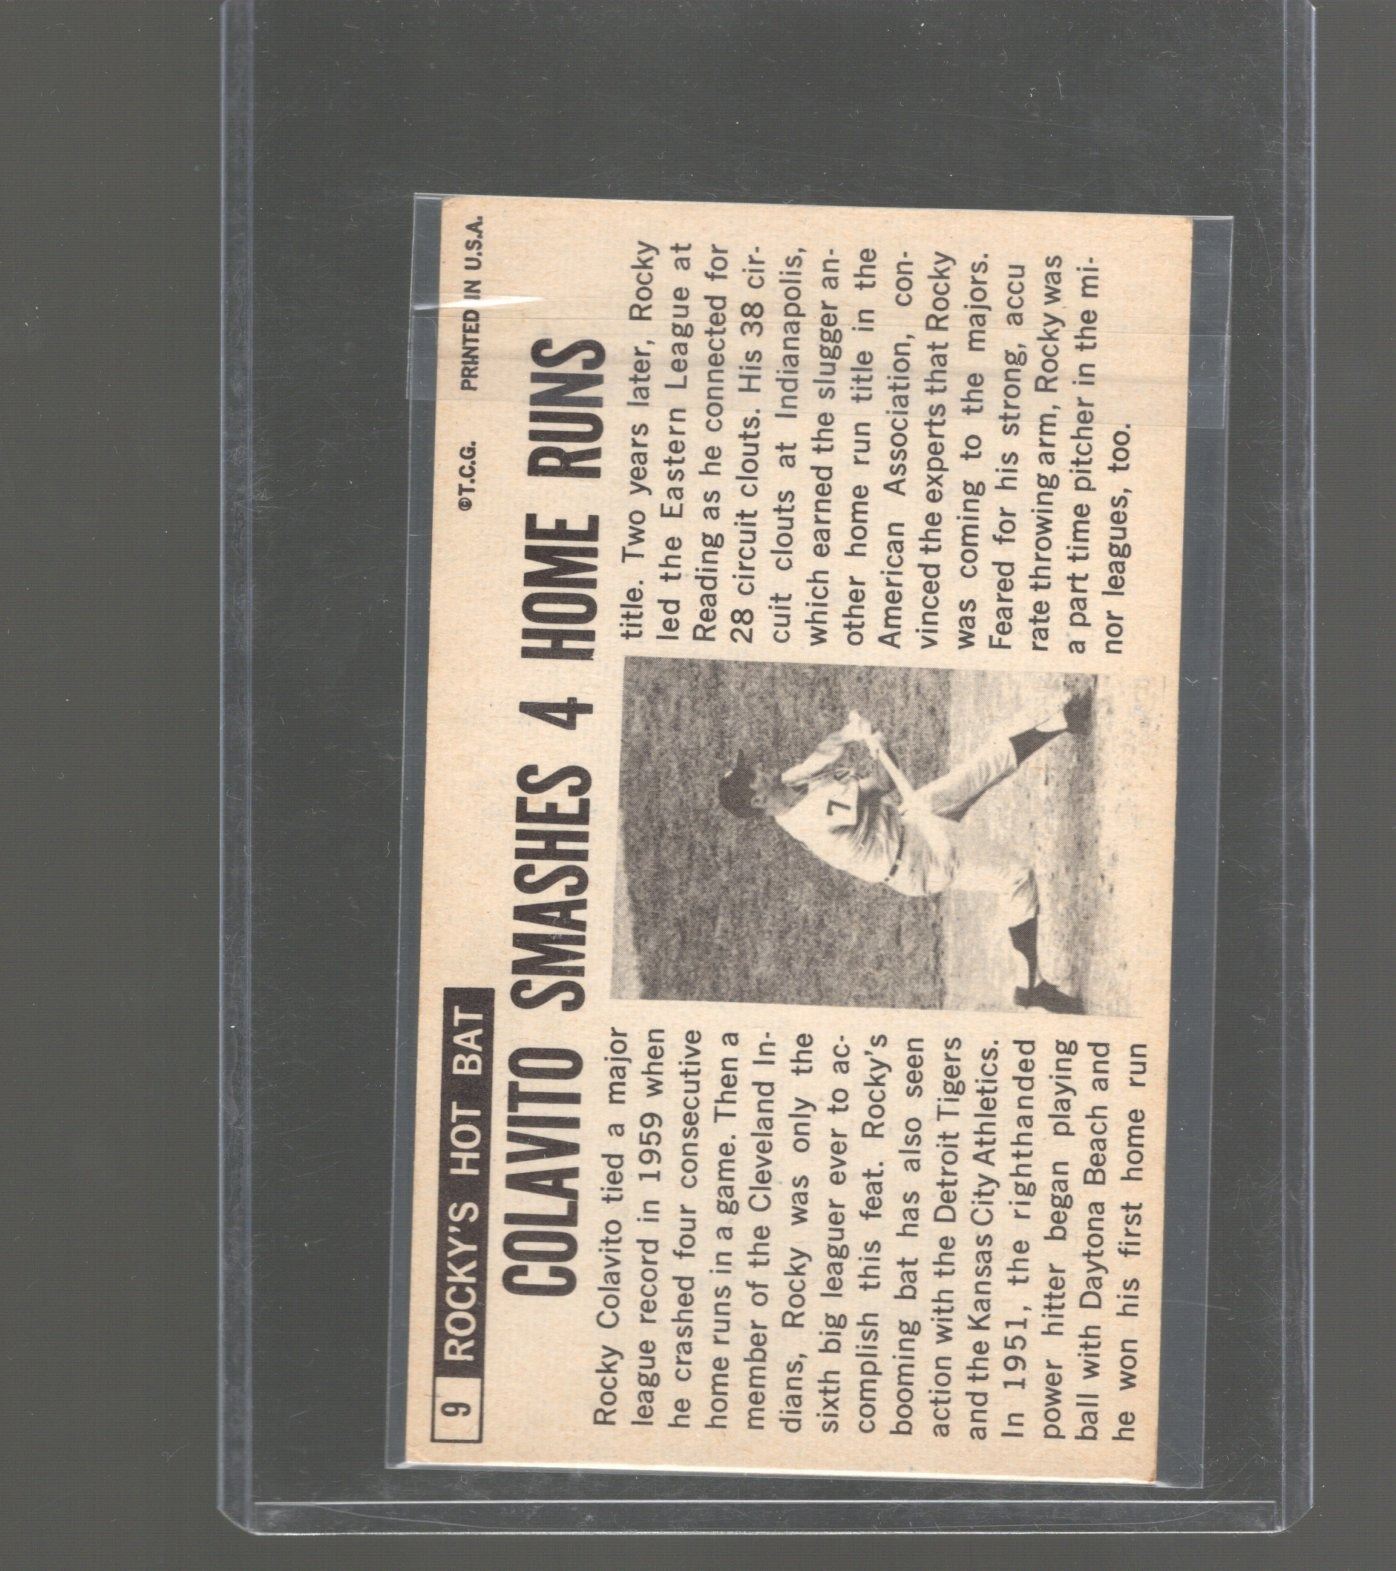 9 ROCKY'S HOT BAT ©T.C.G. PRINTED IN U.S.A.
COLAVITO SMASHES 4 HOME RUNS
Rocky Colavito tied a major
league record in 1959 when
he crashed four consecutive
home runs in a game. Then a
member of the Cleveland In-
dians, Rocky was only the
sixth big leaguer ever to ac-
complish this feat. Rocky's
booming bat has also seen
action with the Detroit Tigers
and the Kansas City Athletics.
In 1951, the righthanded
power hitter began playing
ball with Daytona Beach and
he won his first home run
7
title. Two years later, Rocky
led the Eastern League at
Reading as he connected for
28 circuit clouts. His 38 cir-
cuit clouts at Indianapolis,
which earned the slugger an-
other home run title in the
American Association, con-
vinced the experts that Rocky
was coming to the majors.
Feared for his strong, accu
rate throwing arm, Rocky was
a part time pitcher in the mi-
nor leagues, too.